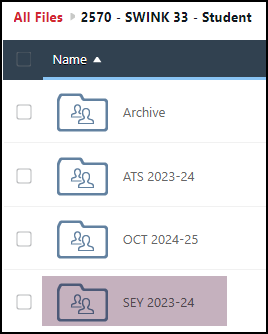 All Files ▸ 2570 - SWINK 33 - Student
Name ▲
Archive
ATS 2023-24
OCT 2024-25
SEY 2023-24